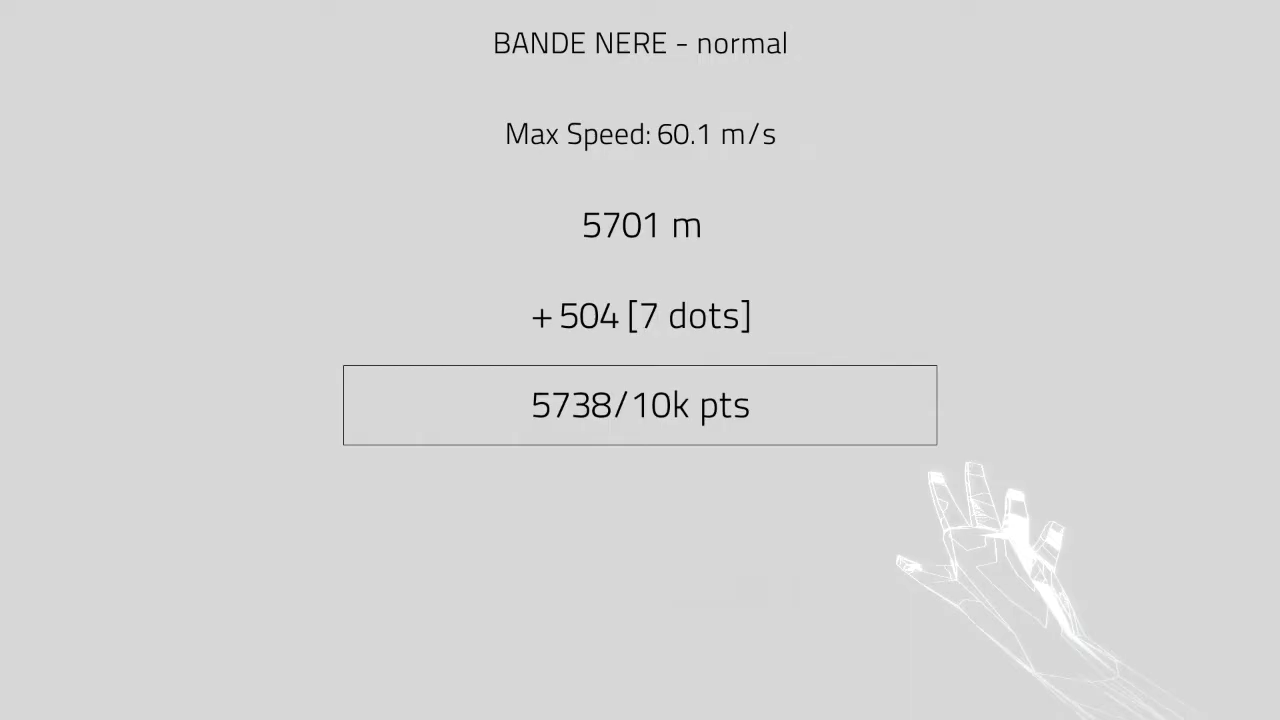 BANDE NERE - normal
Max Speed: 60.1 m/s
5701 m
+ 504 [7 dots]
5738/10k pts